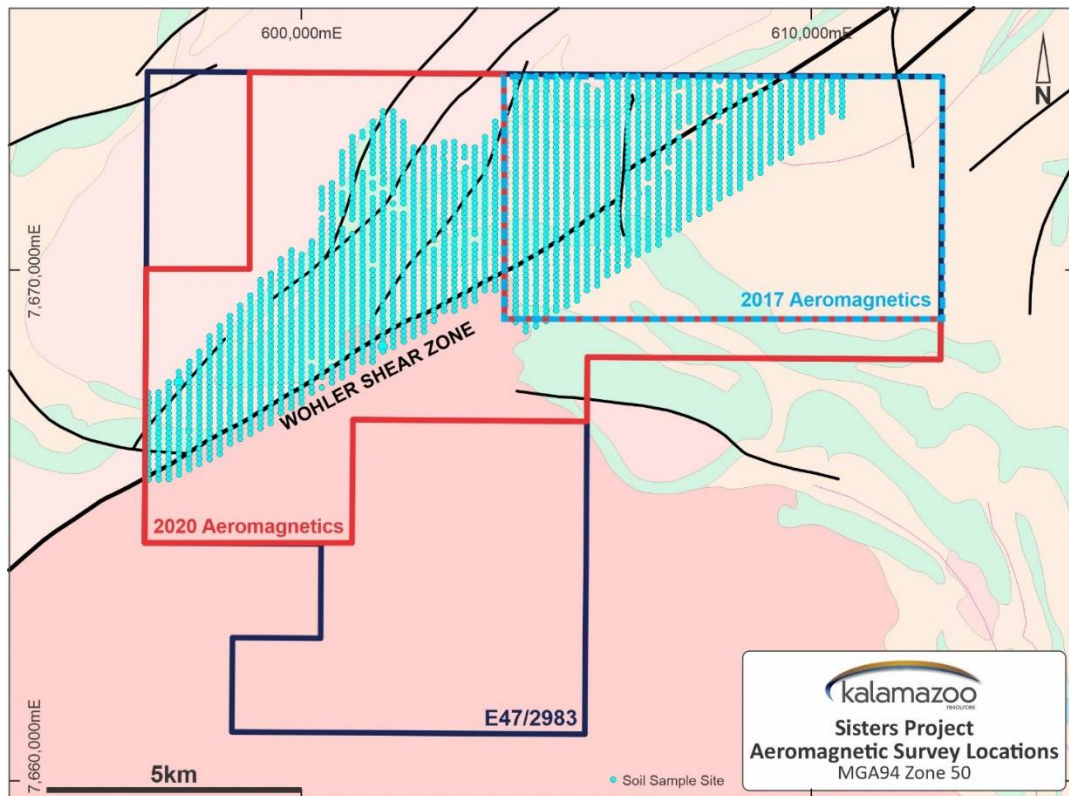 600,000mE
610,000mE
N
7,670,000mE
2017 Aeromagnetics
WOHLER SHEAR ZONE
2020 Aeromagnetics
E47/2983
7,660,000mE
5km
Soil Sample Site
kalamazoo
resources
Sisters Project
Aeromagnetic Survey Locations
MGA94 Zone 50